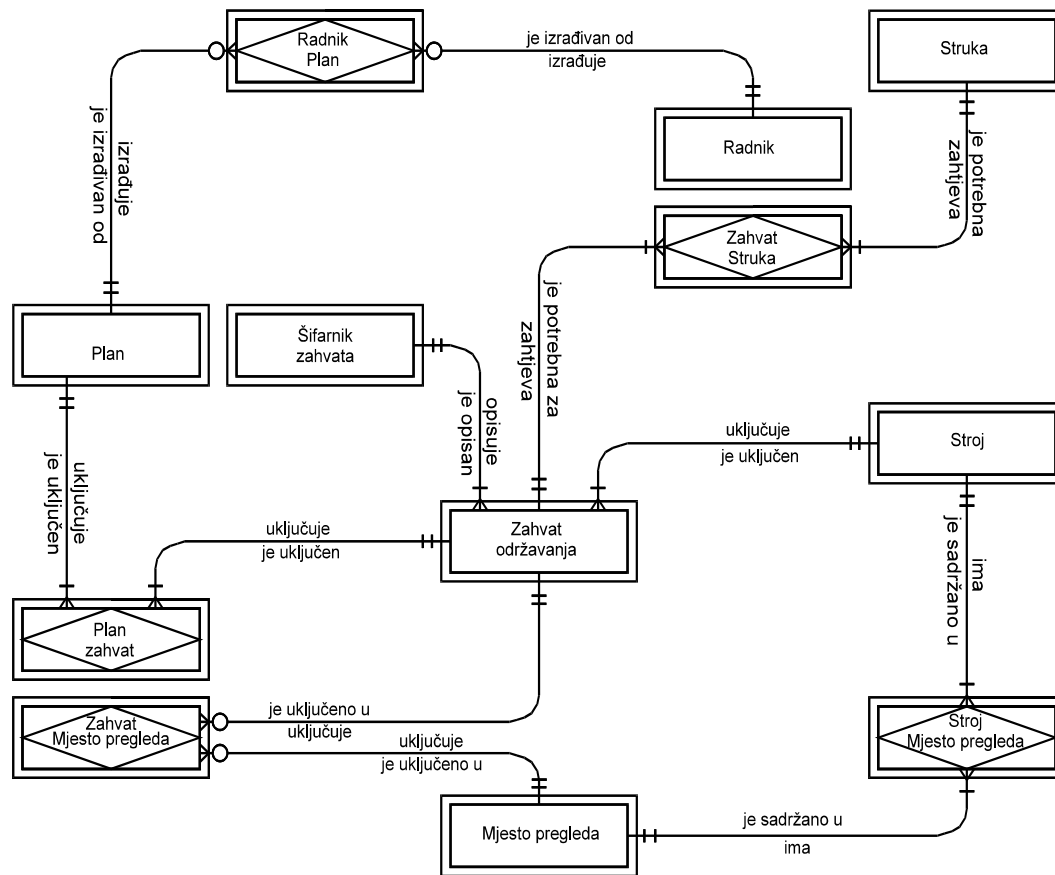 Radnik
Plan
je izrađivan od
izrađuje
Struka
Radnik
izrađuje
je izrađivan od
je potrebna
zahtjeva
Zahvat
Struka
Plan
Šifarnik
zahvata
je potrebna za
zahtjeva
opisuje
je opisan
uključuje
je uključen
Stroj
uključuje
je uključen
uključuje
je uključen
Zahvat
održavanja
ima
je sadržano u
Plan
zahvat
Zahvat
Mjesto pregleda
je uključeno u
uključuje
uključuje
je uključeno u
Stroj
Mjesto pregleda
Mjesto pregleda
je sadržano u
ima